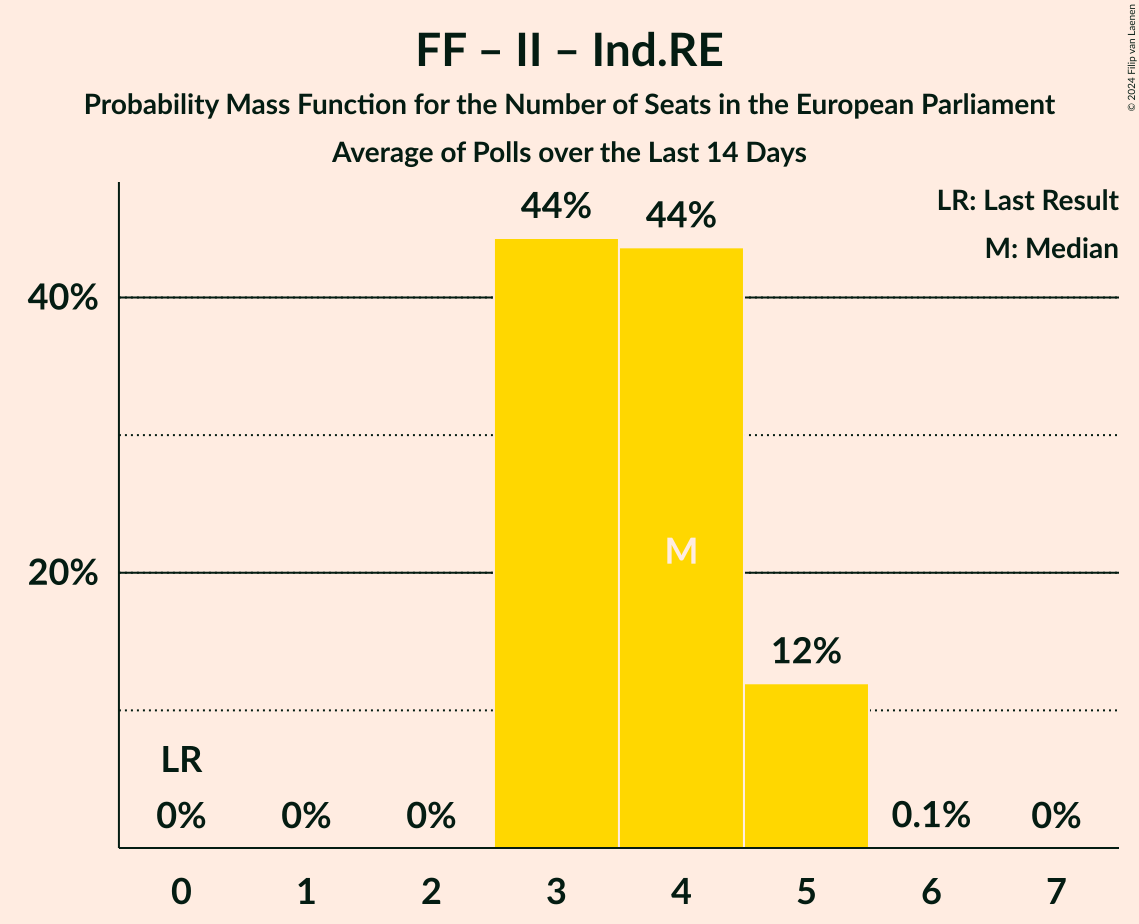 FF – II – Ind.RE
Probability Mass Function for the Number of Seats in the European Parliament
Average of Polls over the Last 14 Days
© 2024 Filip van Laenen
LR: Last Result
M: Median
44%
44%
40%
M
20%
12%
LR
0%
0%
0%
0.1%
0%
0
1
2
3
4
5
6
7